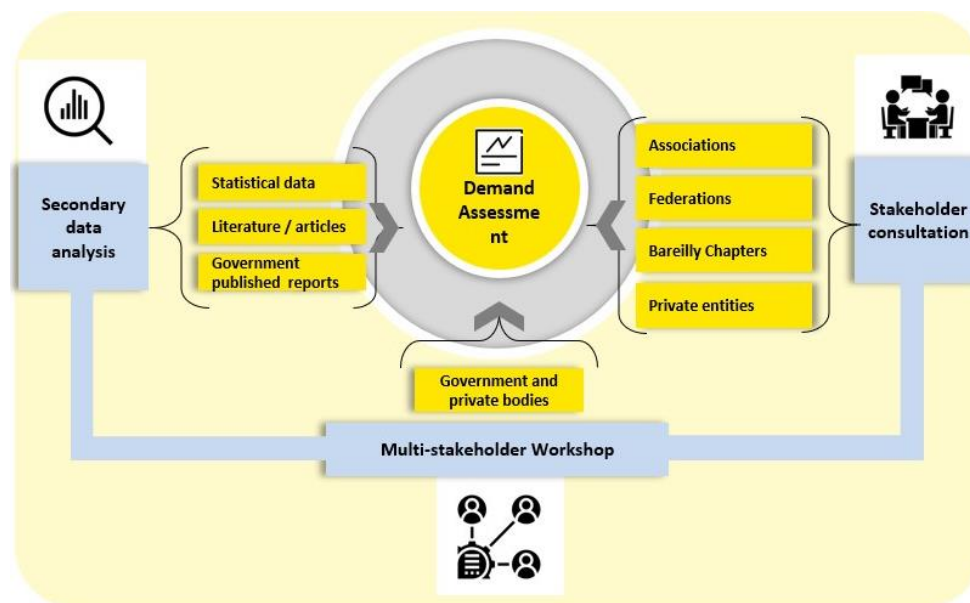 Secondary
data
analysis
Statistical data
Literature / articles
Government
published reports
Demand
Assessme
nt
Associations
Federations
Bareilly Chapters
Private entities
Stakeholder
consultation
Government and
private bodies
Multi-stakeholder Workshop